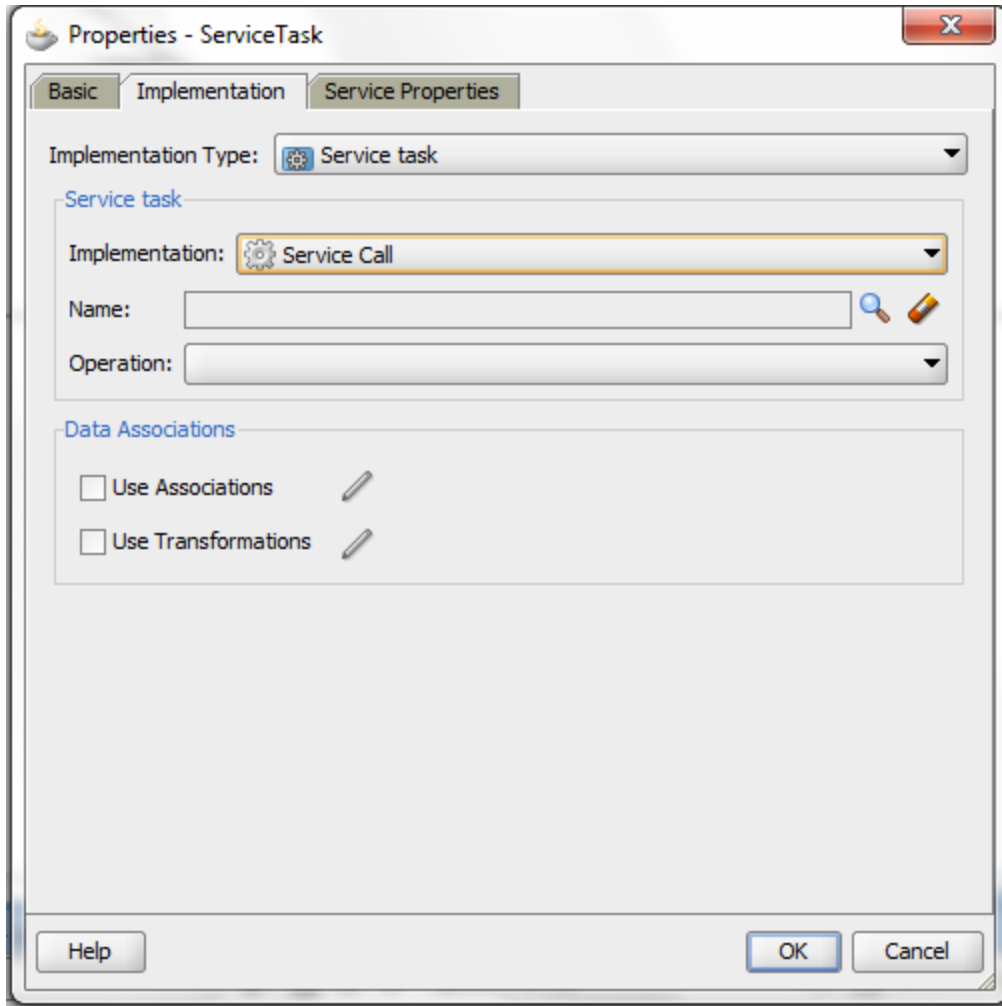 Properties - ServiceTask
Basic Implementation Service Properties
Implementation Type: Service task
Service task
Implementation: Service Call
Name:
Operation:
Data Associations
Use Associations
Use Transformations
Help OK Cancel